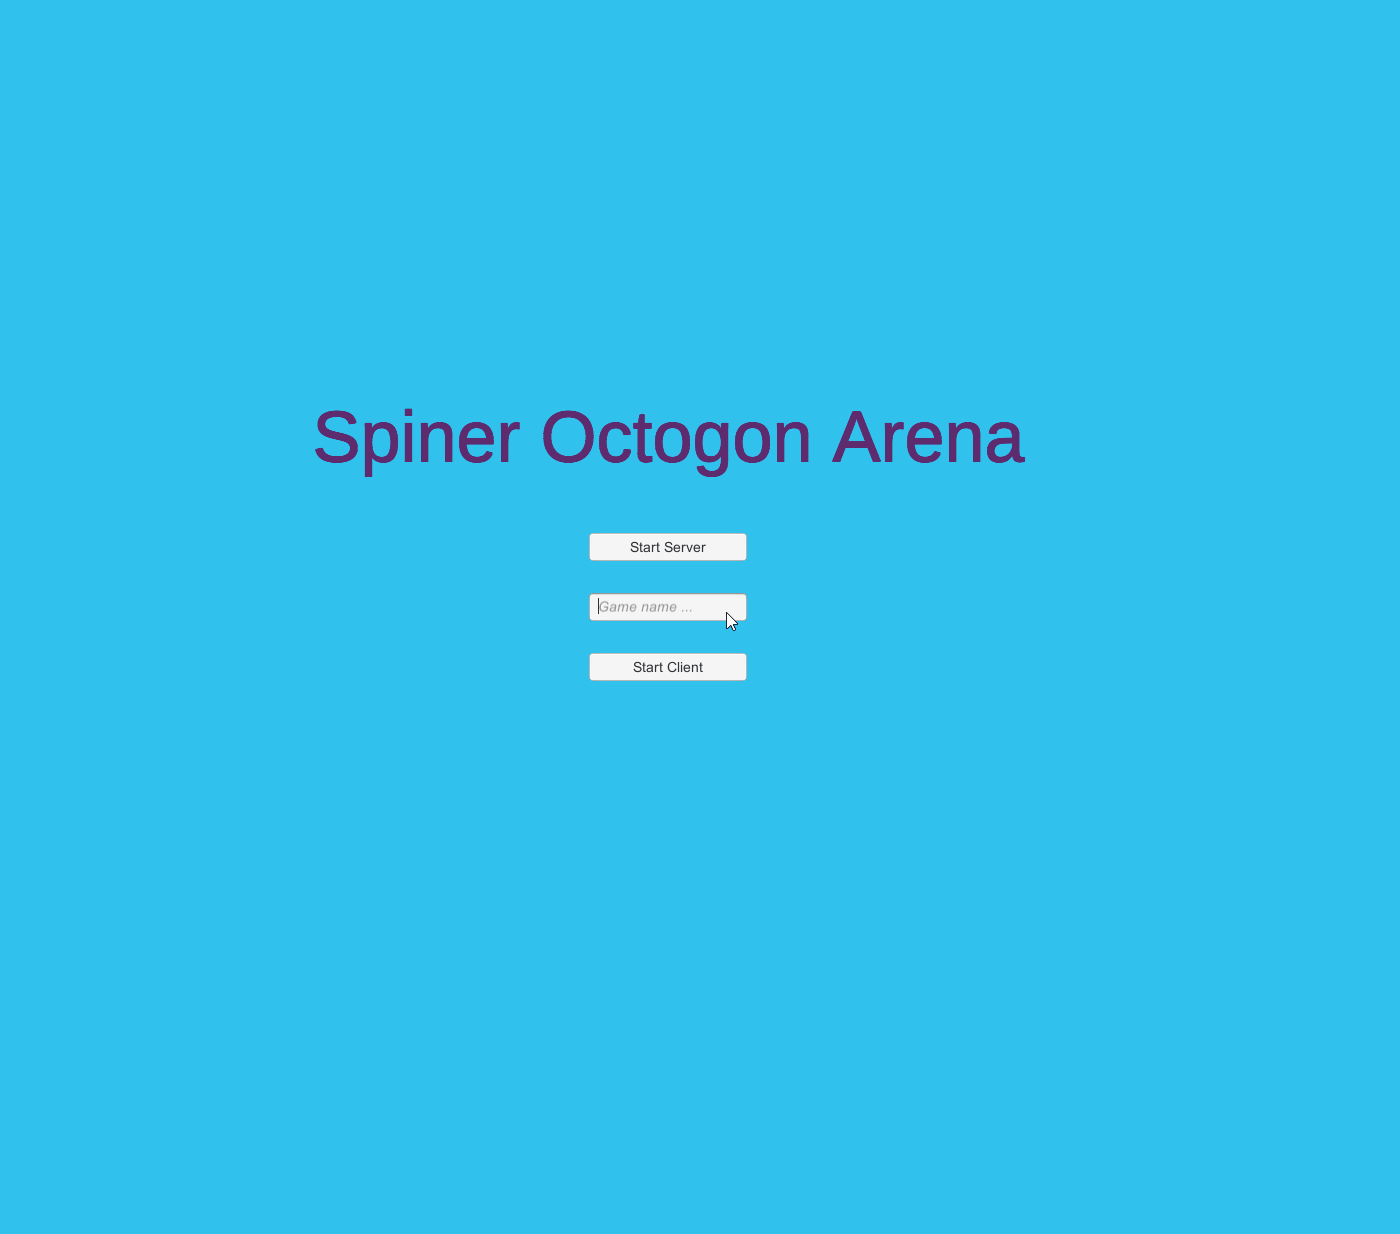 Spiner Octogon Arena
Start Server
Game name ...
Start Client